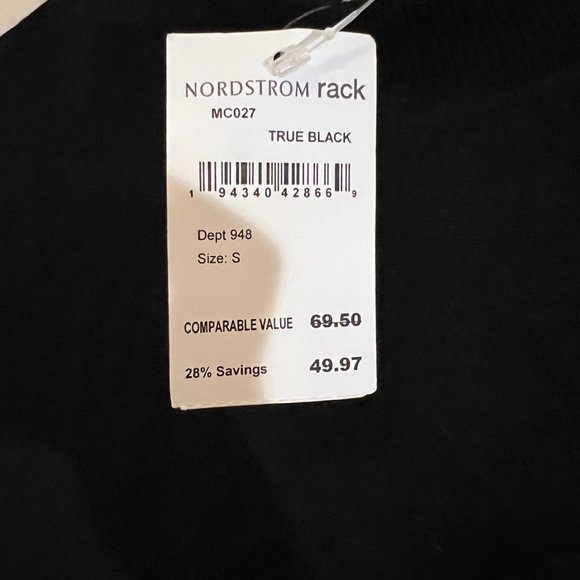 NORDSTROM rack
MC027
TRUE BLACK
1 94340 42866 9
Dept 948
Size: S
COMPARABLE VALUE 69.50
28% Savings 49.97